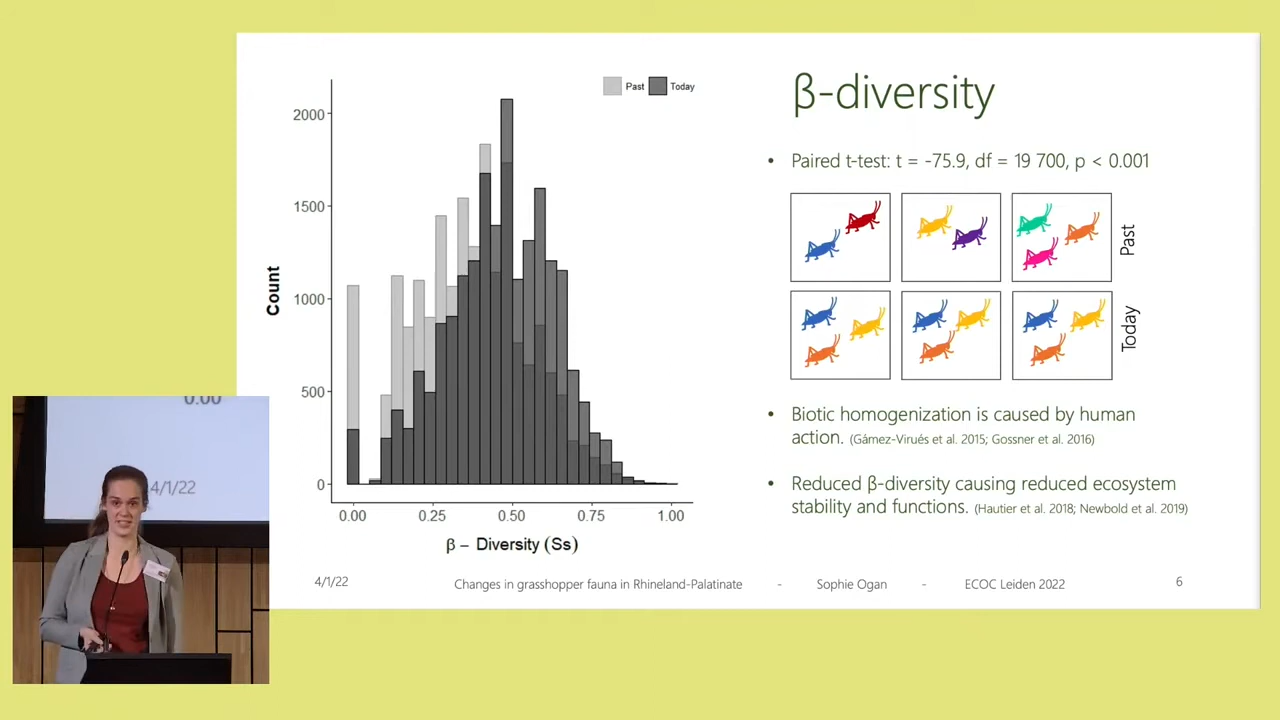 β-diversity
Past Today
2000
1500
1000
500
0
Count
0.00 0.25 0.50 0.75 1.00
β – Diversity (Ss)
• Paired t-test: t = -75.9, df = 19 700, p < 0.001
Past
Today
• Biotic homogenization is caused by human
action. (Gámez-Virués et al. 2015; Gossner et al. 2016)
• Reduced β-diversity causing reduced ecosystem
stability and functions. (Hautier et al. 2018; Newbold et al. 2019)
4/1/22 Changes in grasshopper fauna in Rhineland-Palatinate - Sophie Ogan - ECOC Leiden 2022 6
0.00
4/1/22